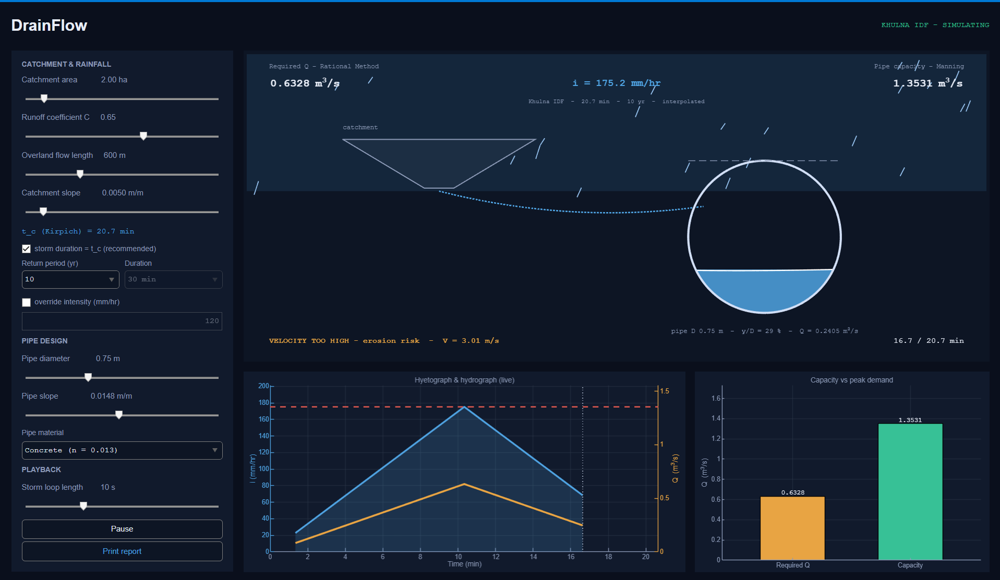 DrainFlow
KHULNA IDF - SIMULATING
CATCHMENT & RAINFALL
Catchment area 2.00 ha
Runoff coefficient C 0.65
Overland flow length 600 m
Catchment slope 0.0050 m/m
t_c (Kirpich) = 20.7 min
storm duration = t_c (recommended)
Return period (yr) Duration
10 30 min
override intensity (mm/hr)
120
PIPE DESIGN
Pipe diameter 0.75 m
Pipe slope 0.0148 m/m
Pipe material
Concrete (n = 0.013)
PLAYBACK
Storm loop length 10 s
Pause
Print report
Required Q - Rational Method
0.6328 m³/s
i = 175.2 mm/hr
Khulna IDF - 20.7 min - 10 yr - interpolated
Pipe capacity - Manning
1.3531 m³/s
catchment
pipe D 0.75 m - y/D = 29 % - Q = 0.2405 m³/s
VELOCITY TOO HIGH - erosion risk - V = 3.01 m/s
16.7 / 20.7 min
Hyetograph & hydrograph (live)
200
180
160
140
120
100
80
60
40
20
0
i (mm/hr)
1.5
1
0.5
0
Q (m³/s)
0 2 4 6 8 10 12 14 16 18 20
Time (min)
Capacity vs peak demand
1.6
1.4
1.2
1
0.8
0.6
0.4
0.2
0
Q (m³/s)
0.6328
1.3531
Required Q Capacity